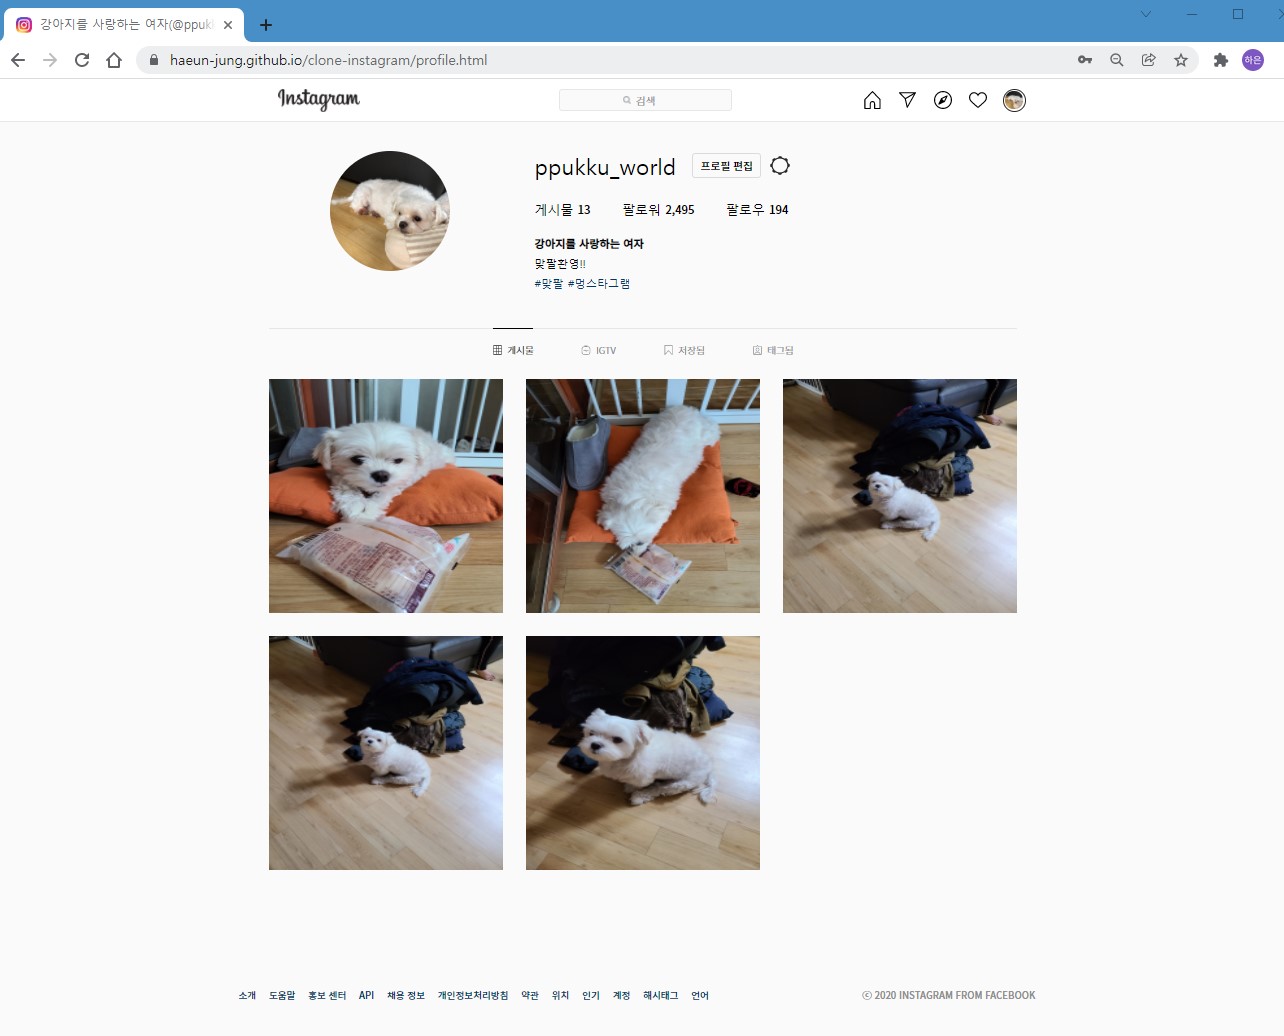 강아지를 사랑하는 여자(@ppukk
haeun-jung.github.io/clone-instagram/profile.html
하은
Instagram
검색
ppukku_world
프로필 편집
게시물 13 팔로워 2,495 팔로우 194
강아지를 사랑하는 여자
맞팔환영!!
#맞팔 #멍스타그램
게시물 IGTV 저장됨 태그됨
소개 도움말 홍보 센터 API 채용 정보 개인정보처리방침 약관 위치 인기 계정 해시태그 언어
ⓒ 2020 INSTAGRAM FROM FACEBOOK